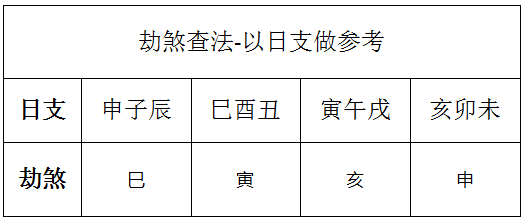 劫煞查法-以日支做参考
日支 申子辰 巳酉丑 寅午戌 亥卯未
劫煞 巳 寅 亥 申